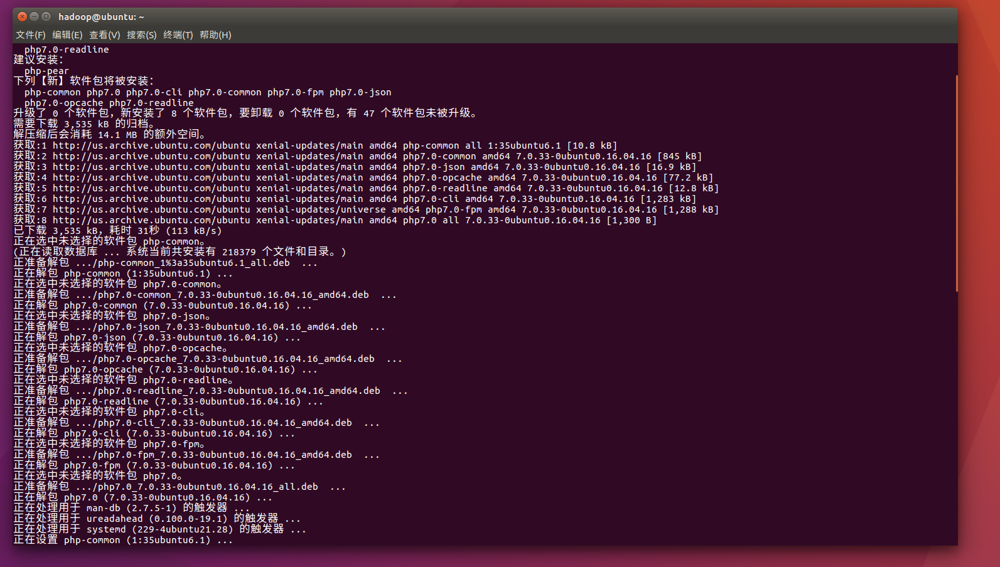 hadoop@ubuntu: ~
文件(F) 编辑(E) 查看(V) 搜索(S) 终端(T) 帮助(H)
php7.0-readline
建议安装：
php-pear
下列【新】软件包将被安装：
php-common php7.0 php7.0-cli php7.0-common php7.0-fpm php7.0-json
php7.0-opcache php7.0-readline
升级了 0 个软件包，新安装了 8 个软件包，要卸载 0 个软件包，有 47 个软件包未被升级。
需要下载 3,535 kB 的归档。
解压缩后会消耗 14.1 MB 的额外空间。
获取:1 http://us.archive.ubuntu.com/ubuntu xenial-updates/main amd64 php-common all 1:35ubuntu6.1 [10.8 kB]
获取:2 http://us.archive.ubuntu.com/ubuntu xenial-updates/main amd64 php7.0-common amd64 7.0.33-0ubuntu0.16.04.16 [845 kB]
获取:3 http://us.archive.ubuntu.com/ubuntu xenial-updates/main amd64 php7.0-json amd64 7.0.33-0ubuntu0.16.04.16 [16.9 kB]
获取:4 http://us.archive.ubuntu.com/ubuntu xenial-updates/main amd64 php7.0-opcache amd64 7.0.33-0ubuntu0.16.04.16 [77.2 kB]
获取:5 http://us.archive.ubuntu.com/ubuntu xenial-updates/main amd64 php7.0-readline amd64 7.0.33-0ubuntu0.16.04.16 [12.8 kB]
获取:6 http://us.archive.ubuntu.com/ubuntu xenial-updates/main amd64 php7.0-cli amd64 7.0.33-0ubuntu0.16.04.16 [1,283 kB]
获取:7 http://us.archive.ubuntu.com/ubuntu xenial-updates/universe amd64 php7.0-fpm amd64 7.0.33-0ubuntu0.16.04.16 [1,288 kB]
获取:8 http://us.archive.ubuntu.com/ubuntu xenial-updates/main amd64 php7.0 all 7.0.33-0ubuntu0.16.04.16 [1,300 B]
已下载 3,535 kB，耗时 31秒 (113 kB/s)
正在选中未选择的软件包 php-common。
(正在读取数据库 ... 系统当前共安装有 218379 个文件和目录。)
正准备解包 .../php-common_1%3a35ubuntu6.1_all.deb  ...
正在解包 php-common (1:35ubuntu6.1) ...
正在选中未选择的软件包 php7.0-common。
正准备解包 .../php7.0-common_7.0.33-0ubuntu0.16.04.16_amd64.deb  ...
正在解包 php7.0-common (7.0.33-0ubuntu0.16.04.16) ...
正在选中未选择的软件包 php7.0-json。
正准备解包 .../php7.0-json_7.0.33-0ubuntu0.16.04.16_amd64.deb  ...
正在解包 php7.0-json (7.0.33-0ubuntu0.16.04.16) ...
正在选中未选择的软件包 php7.0-opcache。
正准备解包 .../php7.0-opcache_7.0.33-0ubuntu0.16.04.16_amd64.deb  ...
正在解包 php7.0-opcache (7.0.33-0ubuntu0.16.04.16) ...
正在选中未选择的软件包 php7.0-readline。
正准备解包 .../php7.0-readline_7.0.33-0ubuntu0.16.04.16_amd64.deb  ...
正在解包 php7.0-readline (7.0.33-0ubuntu0.16.04.16) ...
正在选中未选择的软件包 php7.0-cli。
正准备解包 .../php7.0-cli_7.0.33-0ubuntu0.16.04.16_amd64.deb  ...
正在解包 php7.0-cli (7.0.33-0ubuntu0.16.04.16) ...
正在选中未选择的软件包 php7.0-fpm。
正准备解包 .../php7.0-fpm_7.0.33-0ubuntu0.16.04.16_amd64.deb  ...
正在解包 php7.0-fpm (7.0.33-0ubuntu0.16.04.16) ...
正在选中未选择的软件包 php7.0。
正准备解包 .../php7.0_7.0.33-0ubuntu0.16.04.16_all.deb  ...
正在解包 php7.0 (7.0.33-0ubuntu0.16.04.16) ...
正在处理用于 man-db (2.7.5-1) 的触发器 ...
正在处理用于 ureadahead (0.100.0-19.1) 的触发器 ...
正在处理用于 systemd (229-4ubuntu21.28) 的触发器 ...
正在设置 php-common (1:35ubuntu6.1) ...